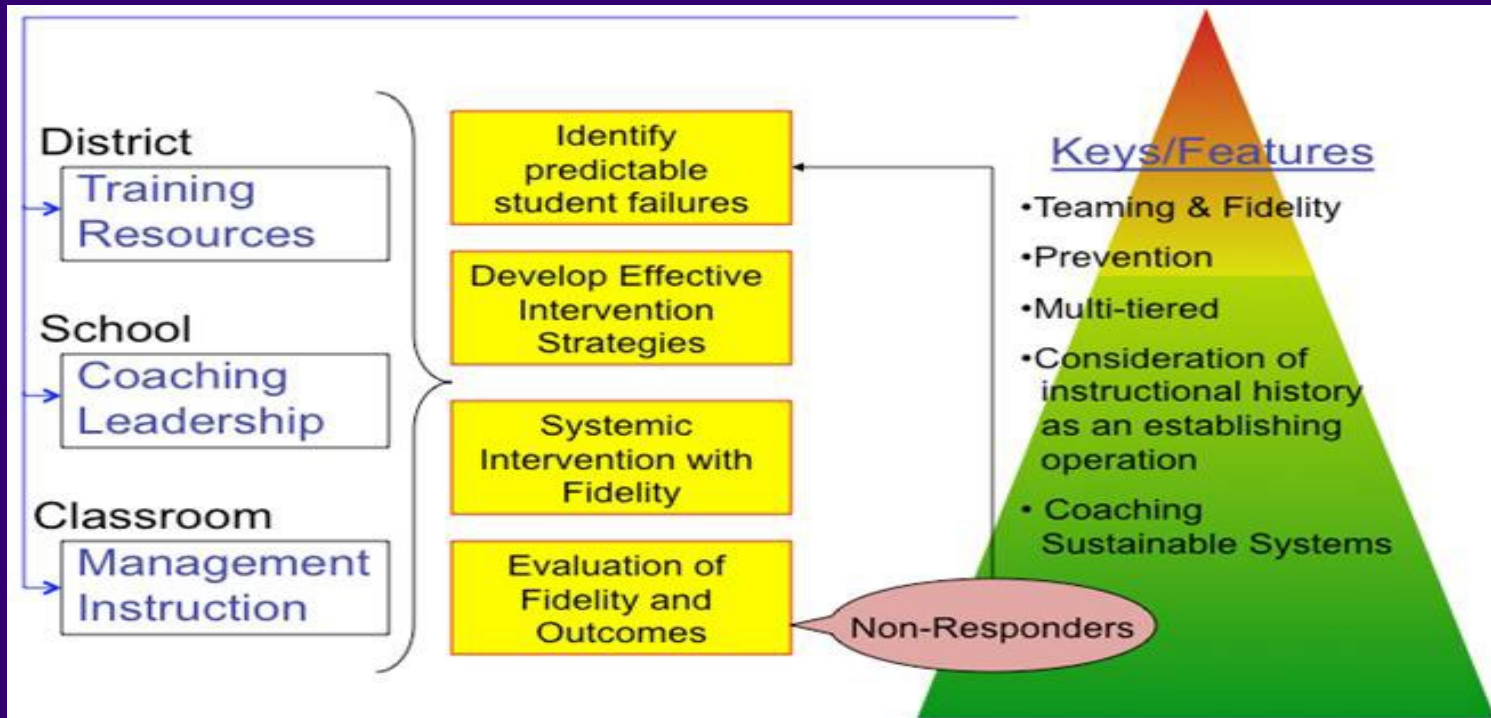 District
Training
Resources
School
Coaching
Leadership
Classroom
Management
Instruction
Identify
predictable
student failures
Develop Effective
Intervention
Strategies
Systemic
Intervention with
Fidelity
Evaluation of
Fidelity and
Outcomes
Non-Responders
Keys/Features
•Teaming & Fidelity
•Prevention
•Multi-tiered
•Consideration of
instructional history
as an establishing
operation
• Coaching
Sustainable Systems